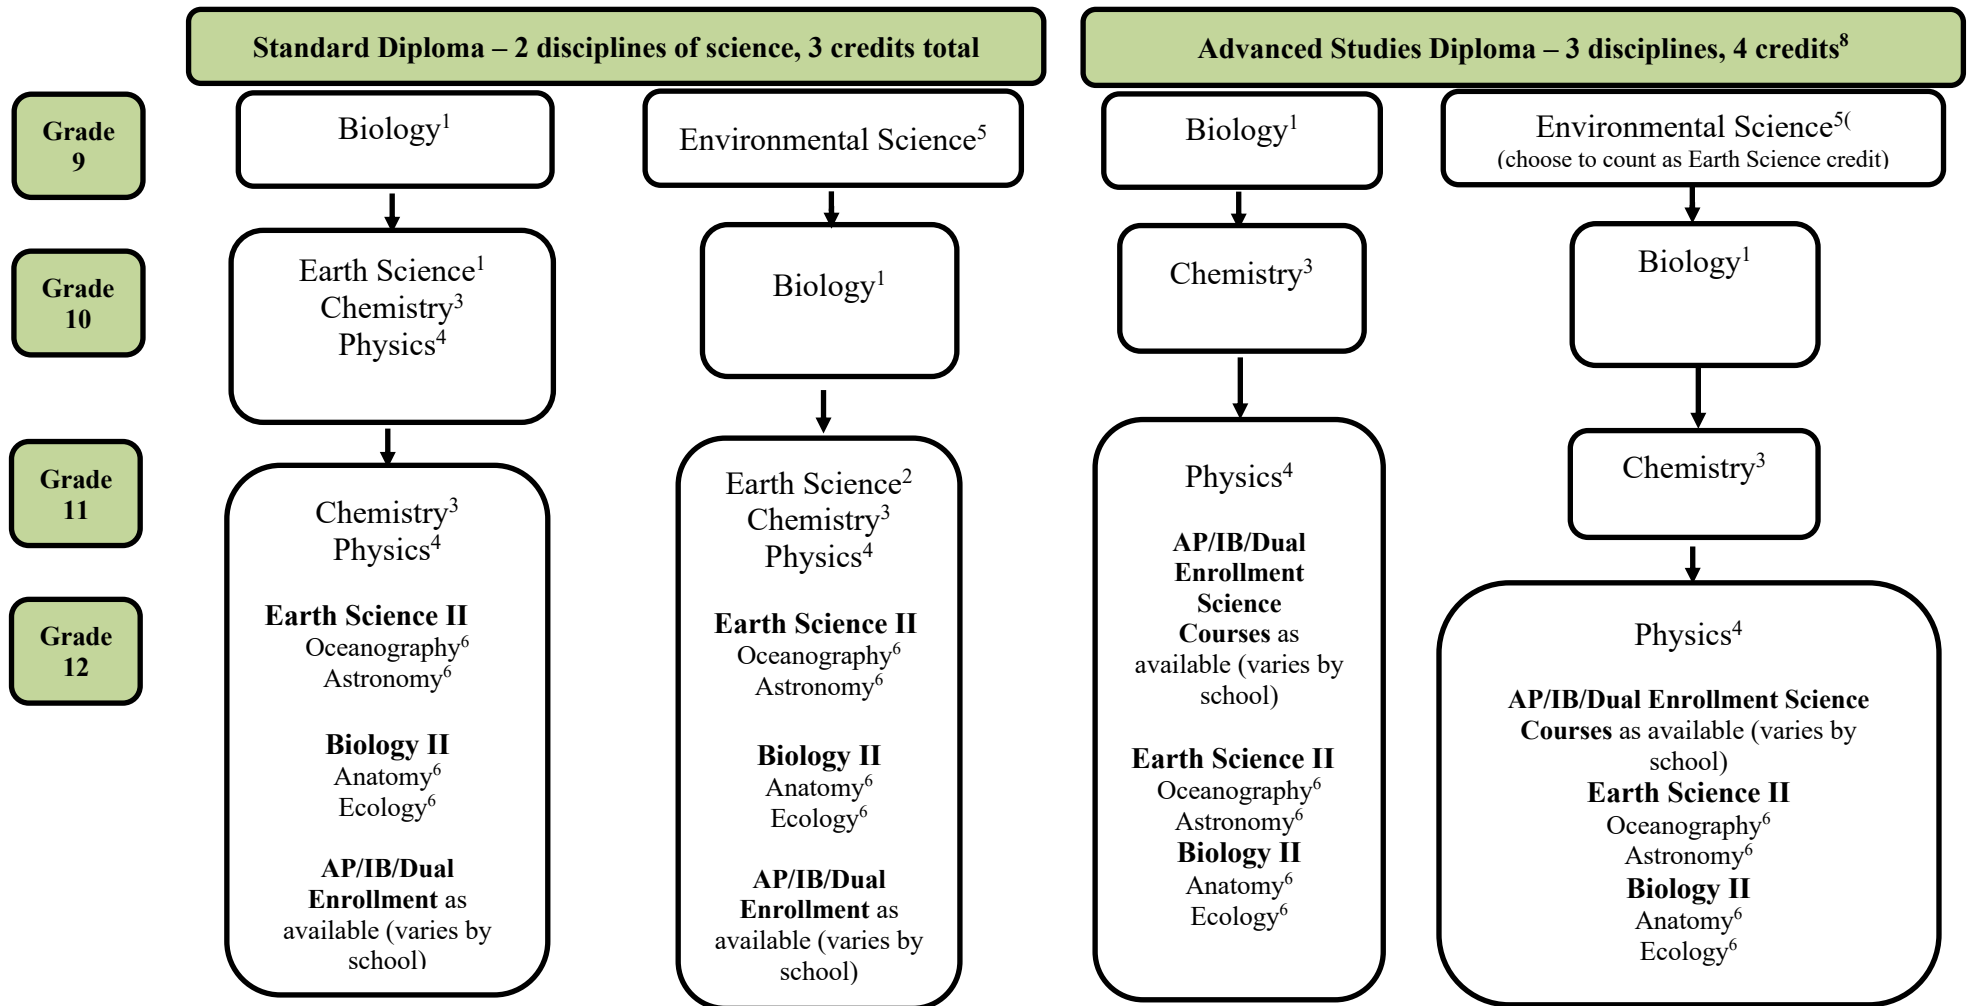 Standard Diploma – 2 disciplines of science, 3 credits total
Advanced Studies Diploma – 3 disciplines, 4 credits⁸
Grade
9
Grade
10
Grade
11
Grade
12
Biology¹
Earth Science¹
Chemistry³
Physics⁴
Chemistry³
Physics⁴
Earth Science II
Oceanography⁶
Astronomy⁶
Biology II
Anatomy⁶
Ecology⁶
AP/IB/Dual
Enrollment as
available (varies by
school)
Environmental Science⁵
Biology¹
Earth Science²
Chemistry³
Physics⁴
Earth Science II
Oceanography⁶
Astronomy⁶
Biology II
Anatomy⁶
Ecology⁶
AP/IB/Dual
Enrollment as
available (varies by
school)
Biology¹
Chemistry³
Physics⁴
AP/IB/Dual
Enrollment
Science
Courses as
available (varies by
school)
Earth Science II
Oceanography⁶
Astronomy⁶
Biology II
Anatomy⁶
Ecology⁶
Environmental Science⁵⁽
(choose to count as Earth Science credit)
Biology¹
Chemistry³
Physics⁴
AP/IB/Dual Enrollment Science
Courses as available (varies by
school)
Earth Science II
Oceanography⁶
Astronomy⁶
Biology II
Anatomy⁶
Ecology⁶